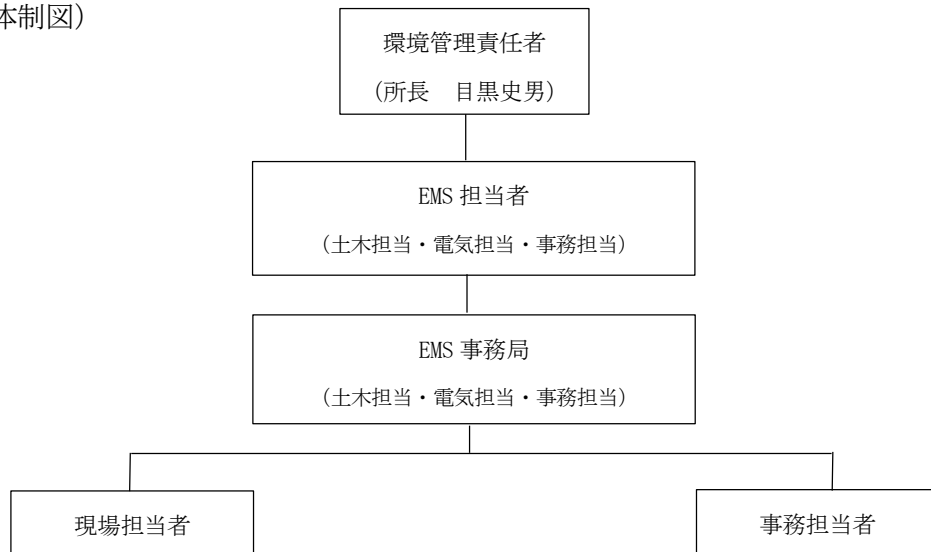 体制図)
環境管理責任者
(所長　目黒史男)
EMS 担当者
(土木担当・電気担当・事務担当)
EMS 事務局
(土木担当・電気担当・事務担当)
現場担当者
事務担当者